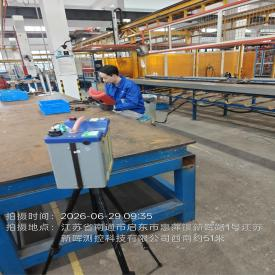 拍摄时间：2026-06-29 09:35
拍摄地点：江苏省南通市启东市惠萍镇新晖路1号江苏
新晖测控科技有限公司西南约51米